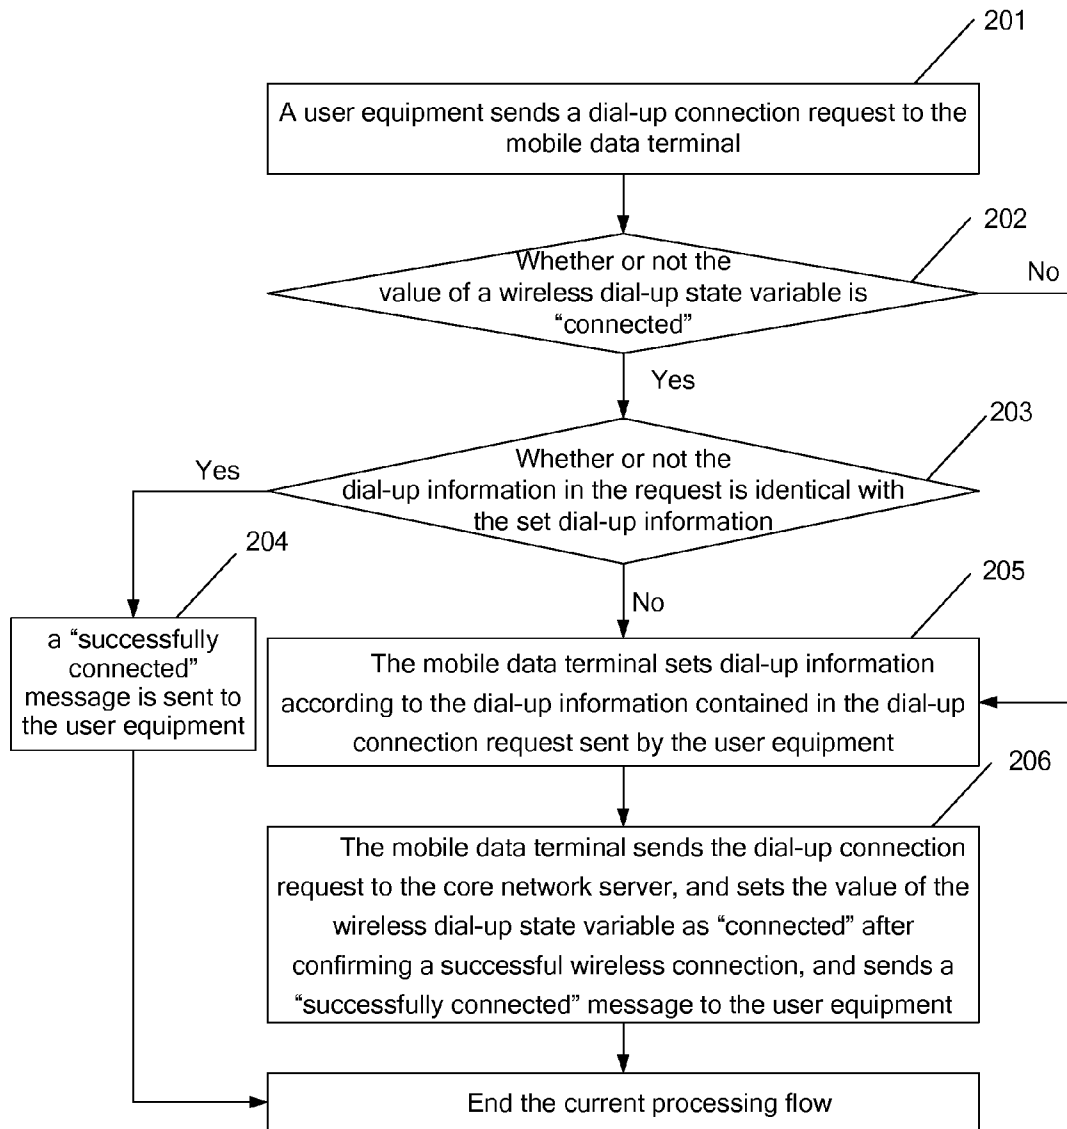 201
A user equipment sends a dial-up connection request to the
mobile data terminal
202
Whether or not the
value of a wireless dial-up state variable is
“connected”
No
Yes
203
Whether or not the
dial-up information in the request is identical with
the set dial-up information
Yes
204
No
205
a “successfully
connected”
message is sent to
the user equipment
The mobile data terminal sets dial-up information
according to the dial-up information contained in the dial-up
connection request sent by the user equipment
206
The mobile data terminal sends the dial-up connection
request to the core network server, and sets the value of the
wireless dial-up state variable as “connected” after
confirming a successful wireless connection, and sends a
“successfully connected” message to the user equipment
End the current processing flow